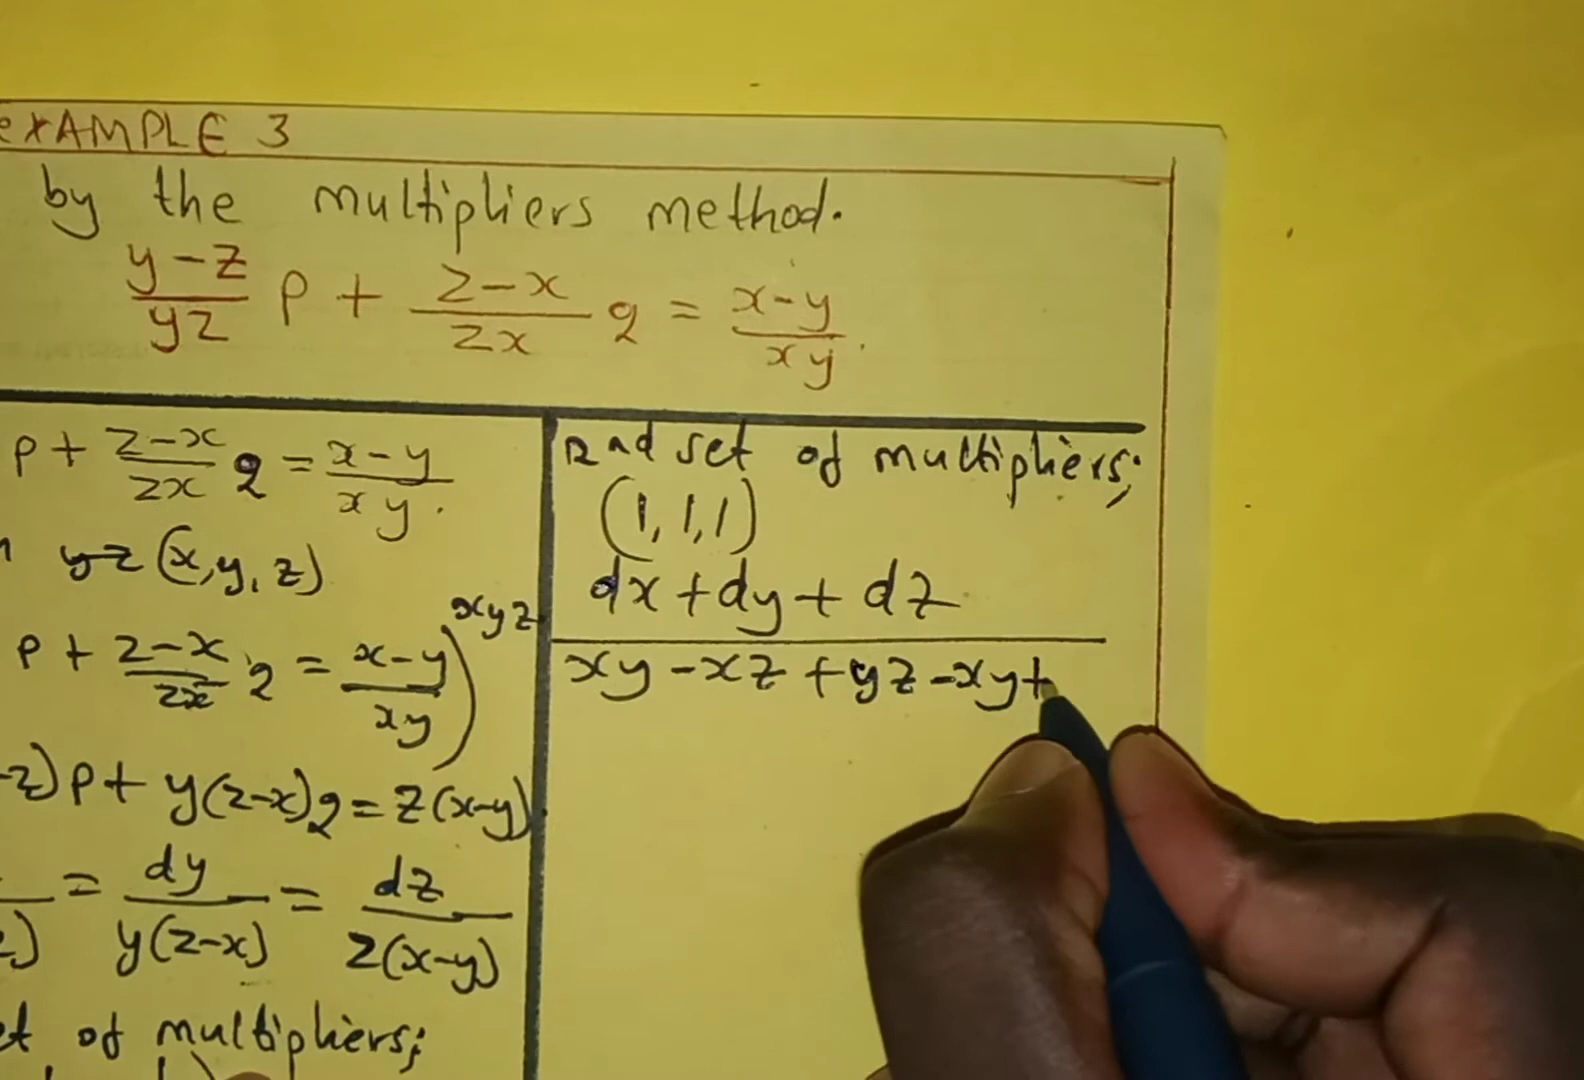 EXAMPLE 3
by the multipliers method.
y-z/yz p + z-x/zx q = x-y/xy.
p + z-x/zx q = x-y/xy.
(x,y,z)
p + z-x/zx q = x-y/xy) xyz
-z)p + y(z-x)q = z(x-y)
= dy/y(z-x) = dz/z(x-y)
of multipliers;
2nd set of multipliers;
(1,1,1)
dx+dy+dz
xy-xz+yz-xy+